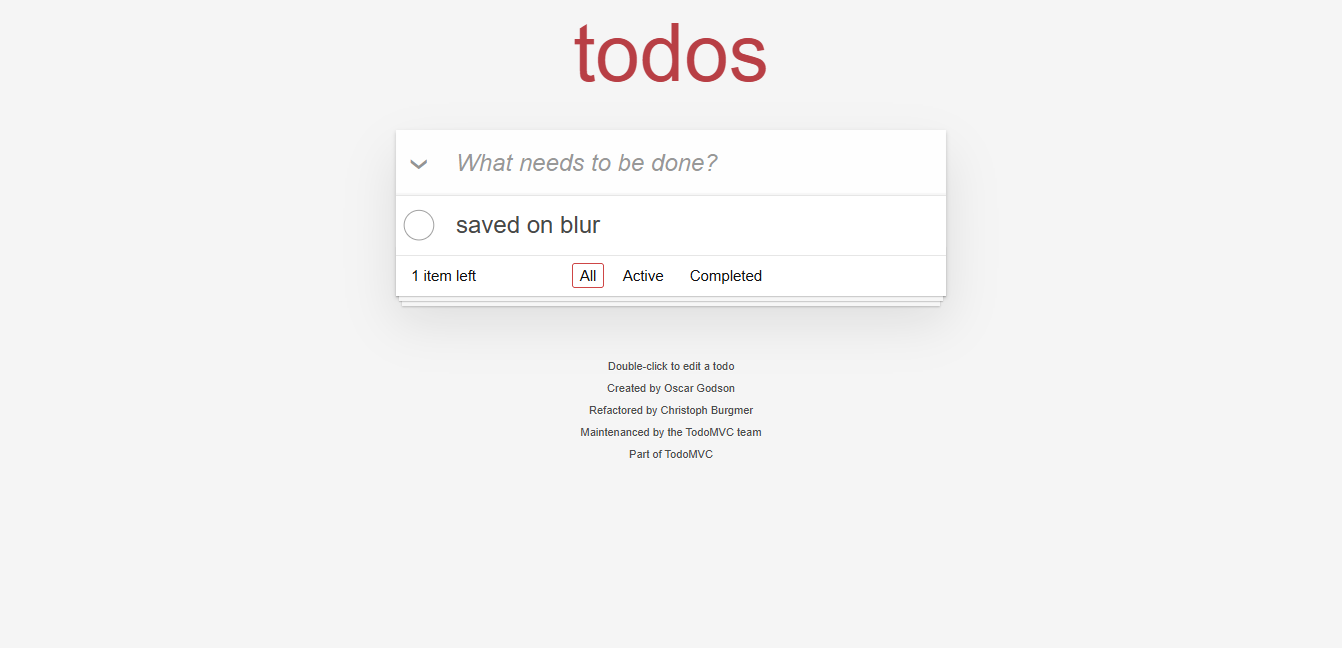 todos
What needs to be done?
saved on blur
1 item left All Active Completed
Double-click to edit a todo
Created by Oscar Godson
Refactored by Christoph Burgmer
Maintenanced by the TodoMVC team
Part of TodoMVC